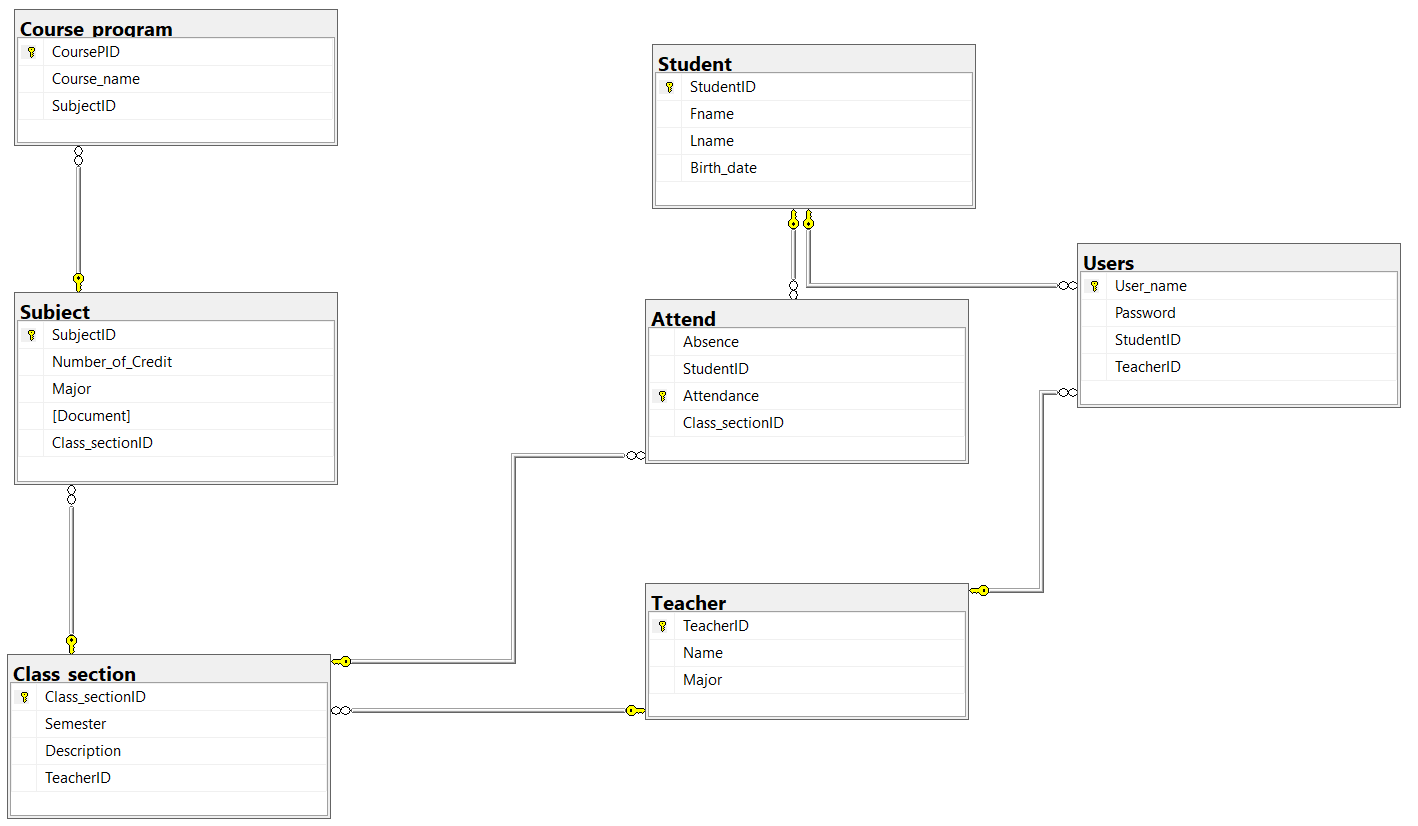 Course_program
CoursePID
Course_name
SubjectID
Student
StudentID
Fname
Lname
Birth_date
Users
User_name
Password
StudentID
TeacherID
Subject
SubjectID
Number_of_Credit
Major
[Document]
Class_sectionID
Attend
Absence
StudentID
Attendance
Class_sectionID
Teacher
TeacherID
Name
Major
Class_section
Class_sectionID
Semester
Description
TeacherID